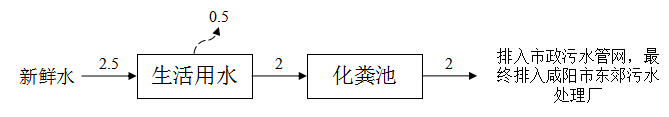 0.5
新鲜水
2.5
生活用水
2
化粪池
2
排入市政污水管网，最
终排入咸阳市东郊污水
处理厂